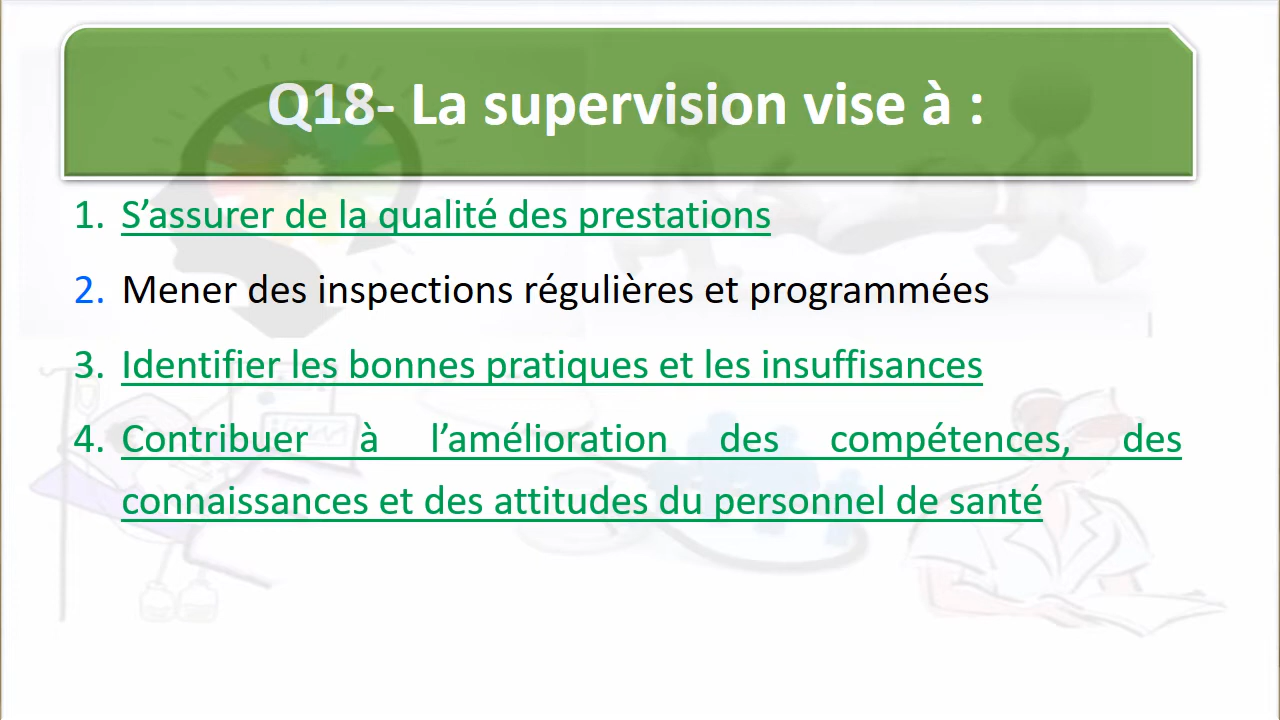 Q18- La supervision vise à :
1. S’assurer de la qualité des prestations
2. Mener des inspections régulières et programmées
3. Identifier les bonnes pratiques et les insuffisances
4. Contribuer à l’amélioration des compétences, des
connaissances et des attitudes du personnel de santé